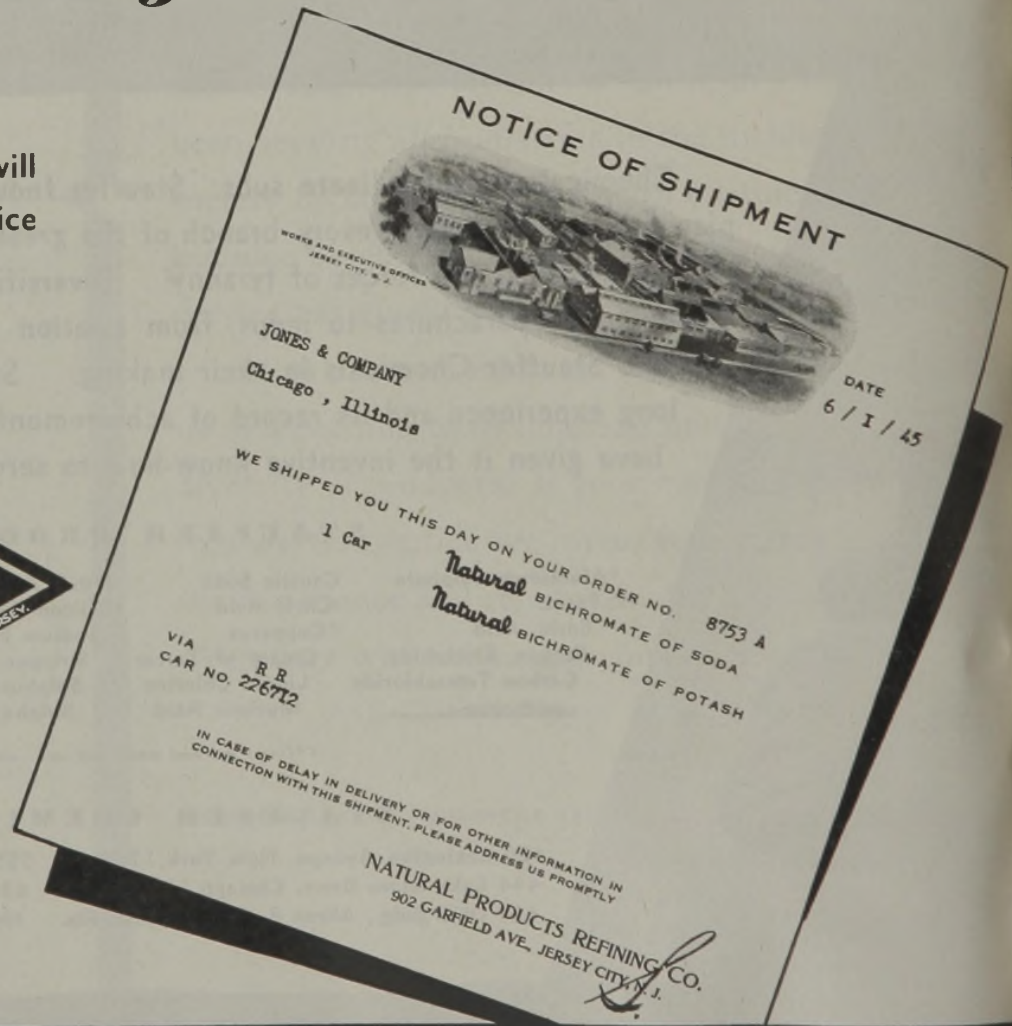 will
ice
NOTICE OF SHIPMENT
WORKS AND EXECUTIVE OFFICES
JERSEY CITY, N. J.
JONES & COMPANY
Chicago , Illinois
DATE
6 / I / 45
WE SHIPPED YOU THIS DAY ON YOUR ORDER NO. 8753 A
1 Car Natural BICHROMATE OF SODA
Natural BICHROMATE OF POTASH
VIA R R
CAR NO. 226712
IN CASE OF DELAY IN DELIVERY OR FOR OTHER INFORMATION IN
CONNECTION WITH THIS SHIPMENT, PLEASE ADDRESS US PROMPTLY
NATURAL PRODUCTS REFINING CO.
902 GARFIELD AVE., JERSEY CITY, N. J.
SEY.